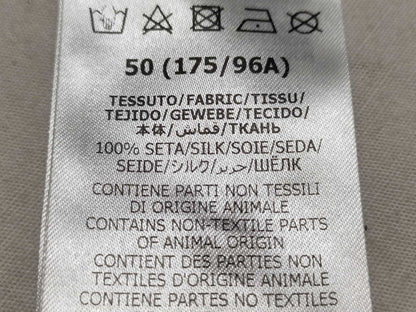 50 (175/96A)
TESSUTO/FABRIC/TISSU/
TEJIDO/GEWEBE/TECIDO/
本体/قماش/ТКАНЬ
100% SETA/SILK/SOIE/SEDA/
SEIDE/シルク/حرير/ШЁЛК
CONTIENE PARTI NON TESSILI
DI ORIGINE ANIMALE
CONTAINS NON-TEXTILE PARTS
OF ANIMAL ORIGIN
CONTIENT DES PARTIES NON
TEXTILES D'ORIGINE ANIMALE
CONTIENE PARTES NO TEXTILES